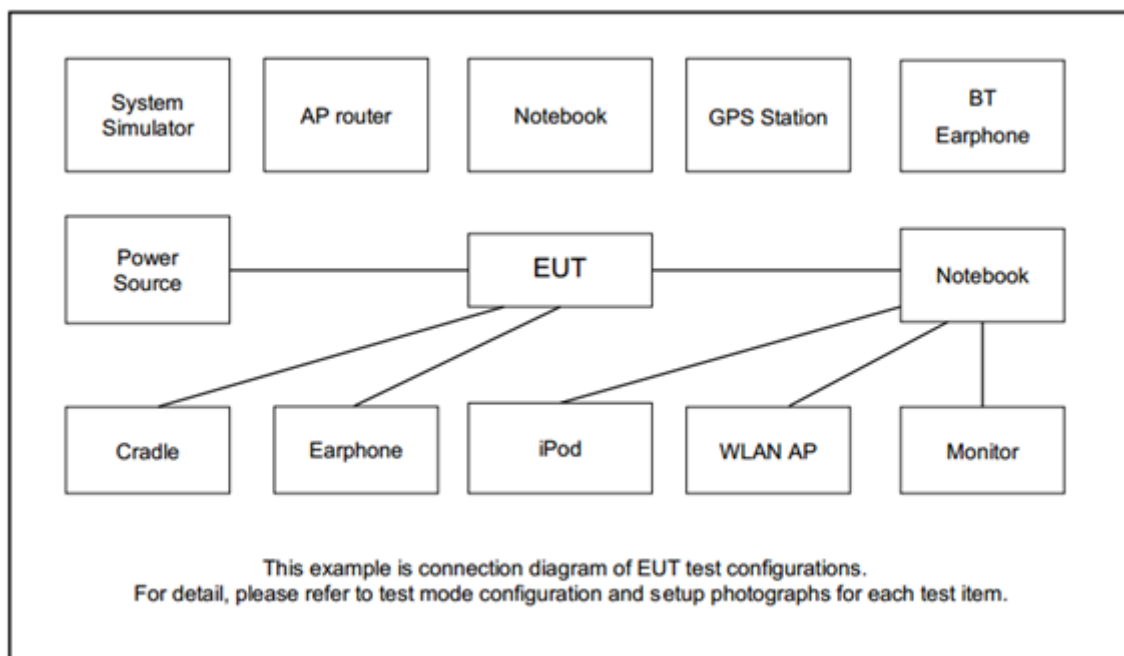 System
Simulator
AP router
Notebook
GPS Station
BT
Earphone
Power
Source
EUT
Notebook
Cradle
Earphone
iPod
WLAN AP
Monitor
This example is connection diagram of EUT test configurations.
For detail, please refer to test mode configuration and setup photographs for each test item.